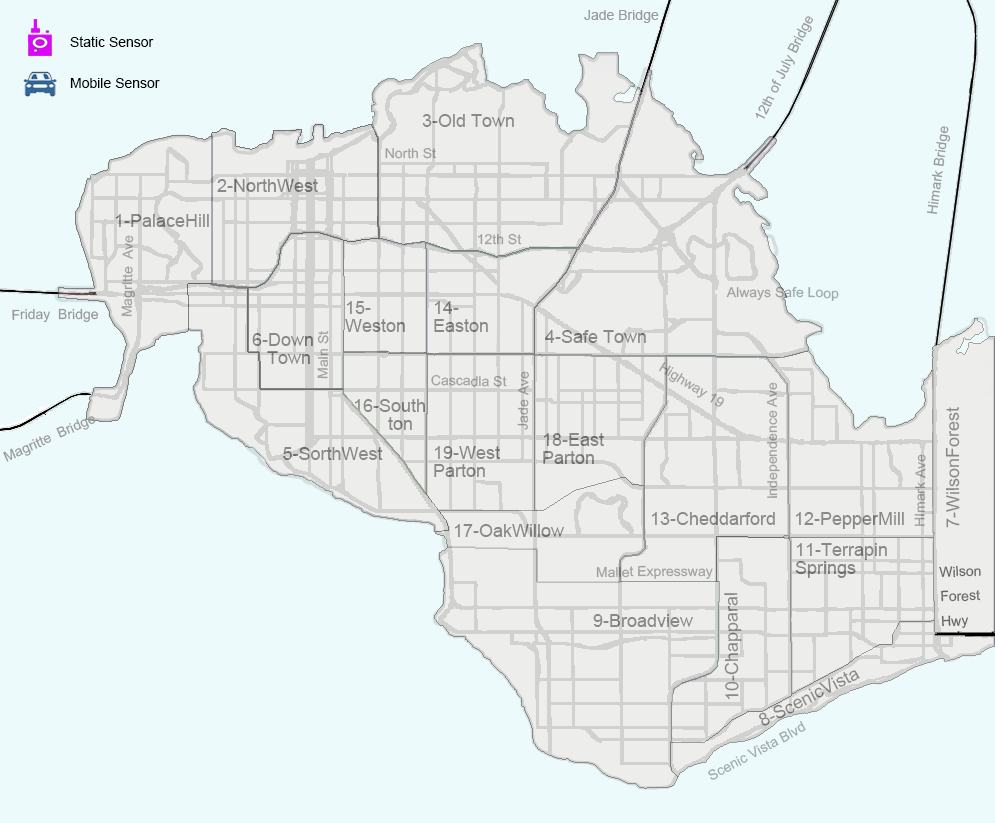 Jade Bridge
12th of July Bridge
Static Sensor
Mobile Sensor
3-Old Town
North St
Himark Bridge
2-NorthWest
1-PalaceHill
12th St
Magritte Ave
Always Safe Loop
Friday Bridge
15-
Weston
14-
Easton
4-Safe Town
6-Down
Town
Main St
Cascadia St
Highway 19
Jade Ave
Independence Ave
16-South
ton
Magritte Bridge
5-SorthWest
19-West
Parton
18-East
Parton
Himark Ave
7-WilsonForest
17-OakWillow
13-Cheddarford
12-PepperMill
11-Terrapin
Springs
Mallet Expressway
Wilson
Forest
Hwy
9-Broadview
10-Chapparal
8-ScenicVista
Scenic Vista Blvd